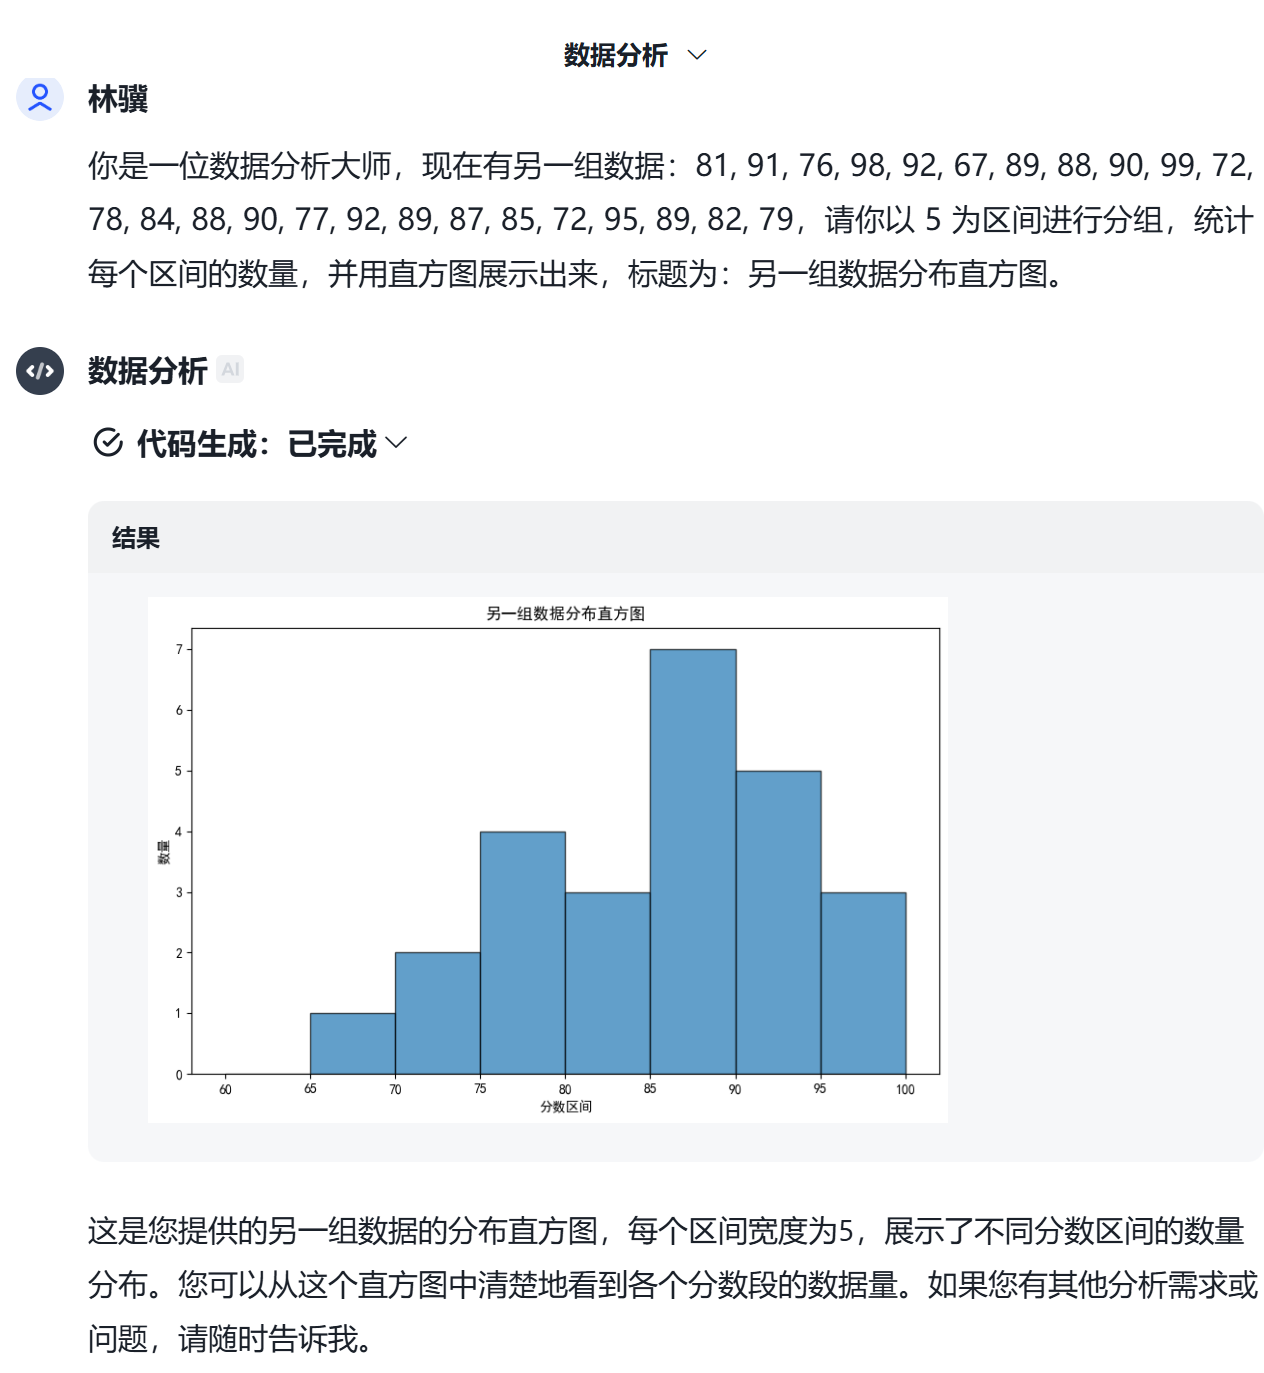 数据分析
林骥
你是一位数据分析大师，现在有另一组数据：81, 91, 76, 98, 92, 67, 89, 88, 90, 99, 72,
78, 84, 88, 90, 77, 92, 89, 87, 85, 72, 95, 89, 82, 79，请你以 5 为区间进行分组，统计
每个区间的数量，并用直方图展示出来，标题为：另一组数据分布直方图。
数据分析 AI
代码生成：已完成
结果
另一组数据分布直方图
7
6
5
4
数量
3
2
1
0
60 65 70 75 80 85 90 95 100
分数区间
这是您提供的另一组数据的分布直方图，每个区间宽度为5，展示了不同分数区间的数量
分布。您可以从这个直方图中清楚地看到各个分数段的数据量。如果您有其他分析需求或
问题，请随时告诉我。